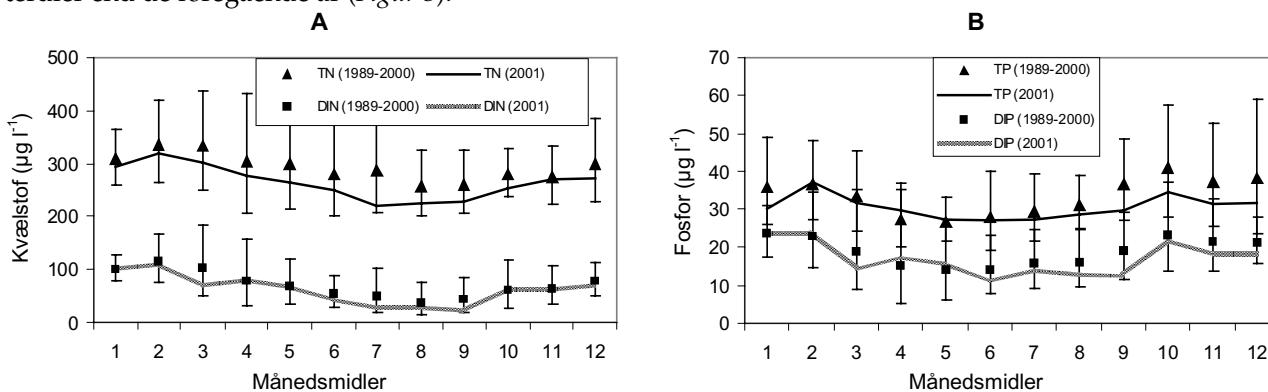 A
B
Kvælstof (µg l-1)
500
400
300
200
100
0
TN (1989-2000) TN (2001)
DIN (1989-2000) DIN (2001)
1 2 3 4 5 6 7 8 9 10 11 12
Månedsmidler
Fosfor (µg l-1)
70
60
50
40
30
20
10
0
TP (1989-2000)
TP (2001)
DIP (1989-2000)
DIP (2001)
1 2 3 4 5 6 7 8 9 10 11 12
Månedsmidler